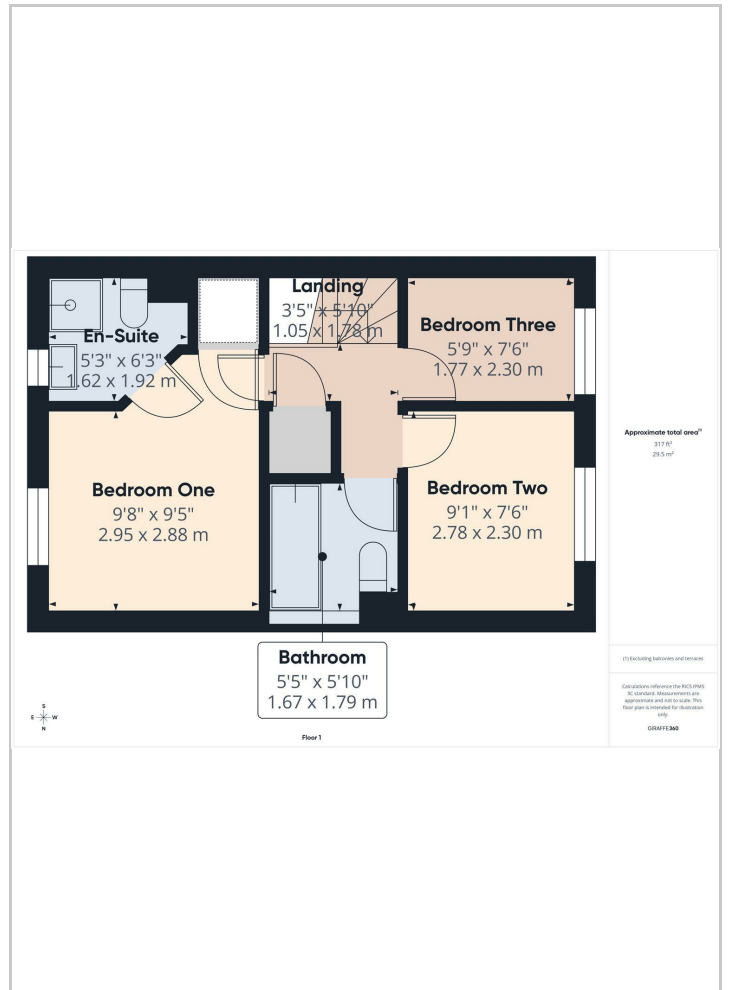 Landing
3'5" x 5'10"
1.05 x 1.78 m
En-Suite
5'3" x 6'3"
1.62 x 1.92 m
Bedroom Three
5'9" x 7'6"
1.77 x 2.30 m
Bedroom One
9'8" x 9'5"
2.95 x 2.88 m
Bedroom Two
9'1" x 7'6"
2.78 x 2.30 m
Bathroom
5'5" x 5'10"
1.67 x 1.79 m
S
E W
N
Floor 1
Approximate total area(1)
317 ft²
29.5 m²
(1) Excluding balconies and terraces
Calculations reference the RICS IPMS
3C standard. Measurements are
approximate and not to scale. This
floor plan is intended for illustration
only.
GIRAFFE360